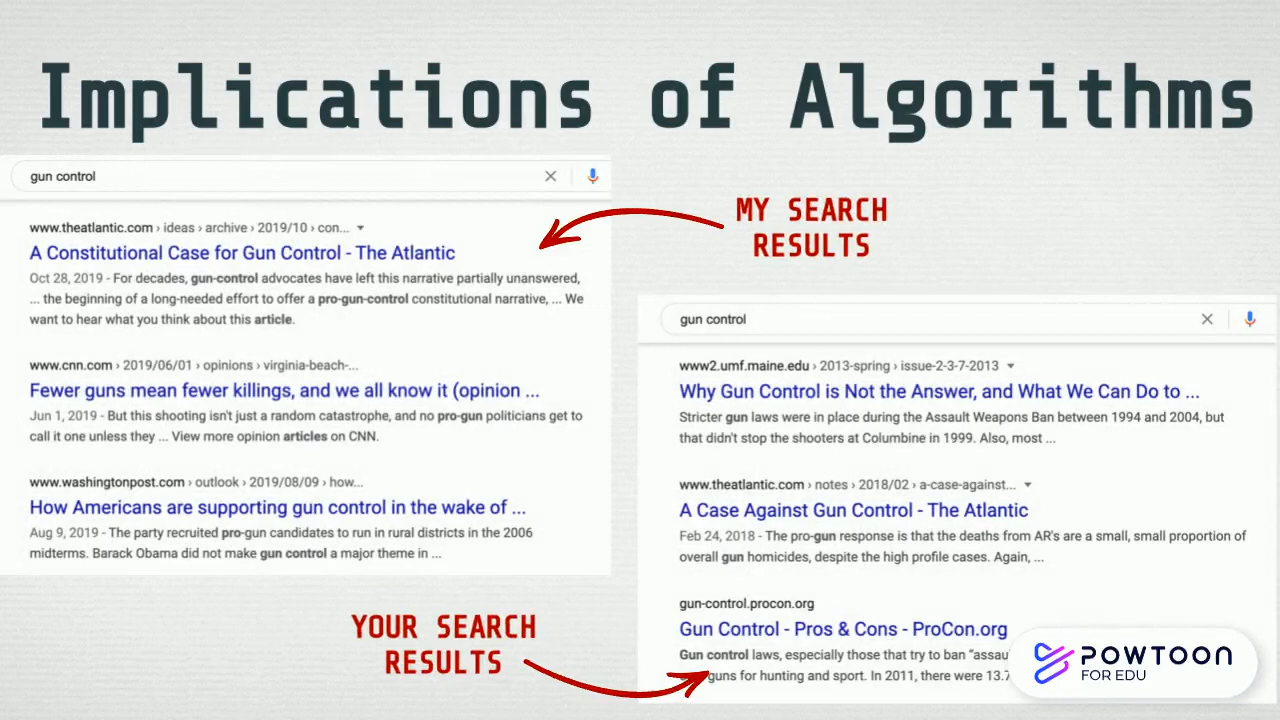 Implications of Algorithms
gun control
www.theatlantic.com › ideas › archive › 2019/10 › con...
A Constitutional Case for Gun Control - The Atlantic
Oct 28, 2019 - For decades, gun-control advocates have left this narrative partially unanswered,
... the beginning of a long-needed effort to offer a pro-gun-control constitutional narrative, ... We
want to hear what you think about this article.
www.cnn.com › 2019/06/01 › opinions › virginia-beach-...
Fewer guns mean fewer killings, and we all know it (opinion ...
Jun 1, 2019 - But this shooting isn't just a random catastrophe, and no pro-gun politicians get to
call it one unless they ... View more opinion articles on CNN.
www.washingtonpost.com › outlook › 2019/08/09 › how...
How Americans are supporting gun control in the wake of ...
Aug 9, 2019 - The party recruited pro-gun candidates to run in rural districts in the 2006
midterms. Barack Obama did not make gun control a major theme in ...
MY SEARCH
RESULTS
gun control
www2.umf.maine.edu › 2013-spring › issue-2-3-7-2013
Why Gun Control is Not the Answer, and What We Can Do to ...
Stricter gun laws were in place during the Assault Weapons Ban between 1994 and 2004, but
that didn't stop the shooters at Columbine in 1999. Also, most ...
www.theatlantic.com › notes › 2018/02 › a-case-against...
A Case Against Gun Control - The Atlantic
Feb 24, 2018 - The pro-gun response is that the deaths from AR's are a small, small proportion of
overall gun homicides, despite the high profile cases. Again, ...
gun-control.procon.org
Gun Control - Pros & Cons - ProCon.org
Gun control laws, especially those that try to ban “assau
guns for hunting and sport. In 2011, there were 13.7
YOUR SEARCH
RESULTS
POWTOON
FOR EDU